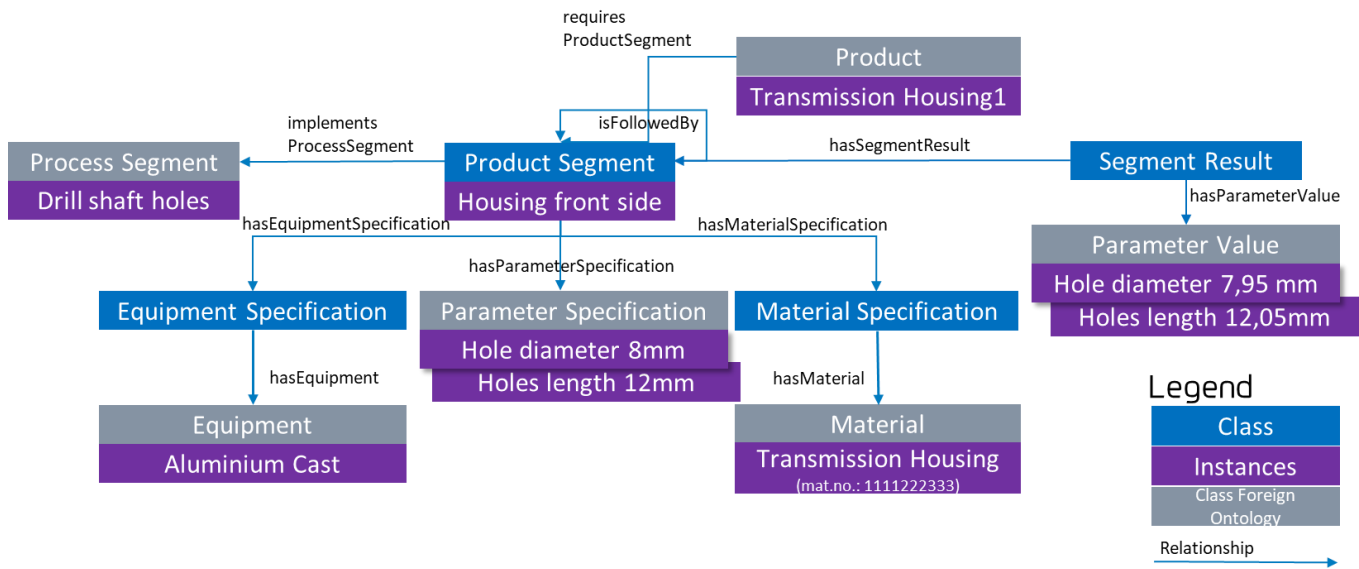 requires
ProductSegment
Product
Transmission Housing1
implements
ProcessSegment
isFollowedBy
hasSegmentResult
Process Segment
Drill shaft holes
Product Segment
Housing front side
Segment Result
hasParameterValue
hasEquipmentSpecification
hasMaterialSpecification
hasParameterSpecification
Parameter Value
Hole diameter 7,95 mm
Holes length 12,05mm
Equipment Specification
Parameter Specification
Hole diameter 8mm
Holes length 12mm
Material Specification
hasEquipment
hasMaterial
Equipment
Aluminium Cast
Material
Transmission Housing
(mat.no.: 1111222333)
Legend
Class
Instances
Class Foreign
Ontology
Relationship